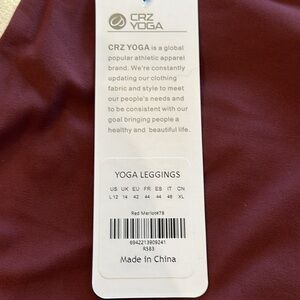 CRZ
YOGA
CRZ YOGA is a global
popular athletic apparel
brand. We're constantly
updating our clothing
fabric and style to meet
our people's needs and
to be consistent with our
goal bringing people a
healthy and beautiful life.
YOGA LEGGINGS
US UK EU FR ES IT CN
L12 14 42 44 44 48 XL
Red Merlot#78
6942213909241
R583
Made in China